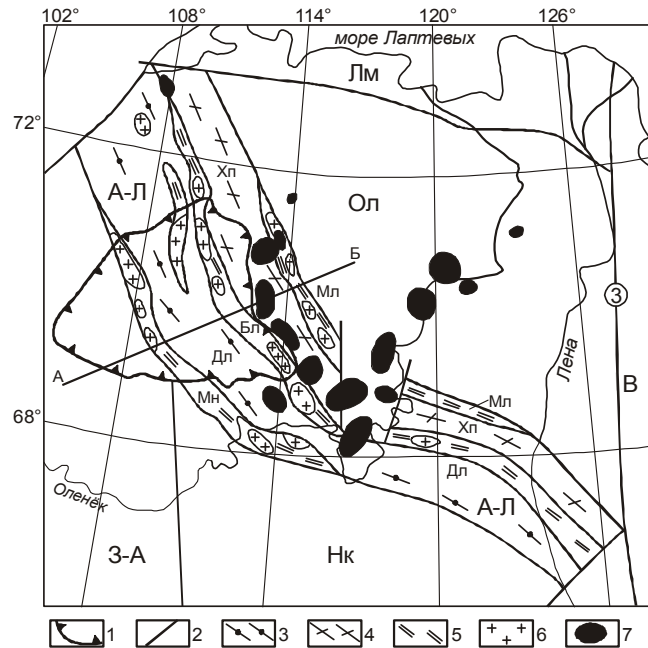 102° 108° 114° 120° 126°
море Лаптевых
Лм
72°
Хп
А-Л
Ол
Б
Мл
3
Бл
Лена
А
Дл
В
Мн
Мл
68°
Хп
Дл
Оленёк
А-Л
З-А
Нк
1 2 3 4 5 6 7